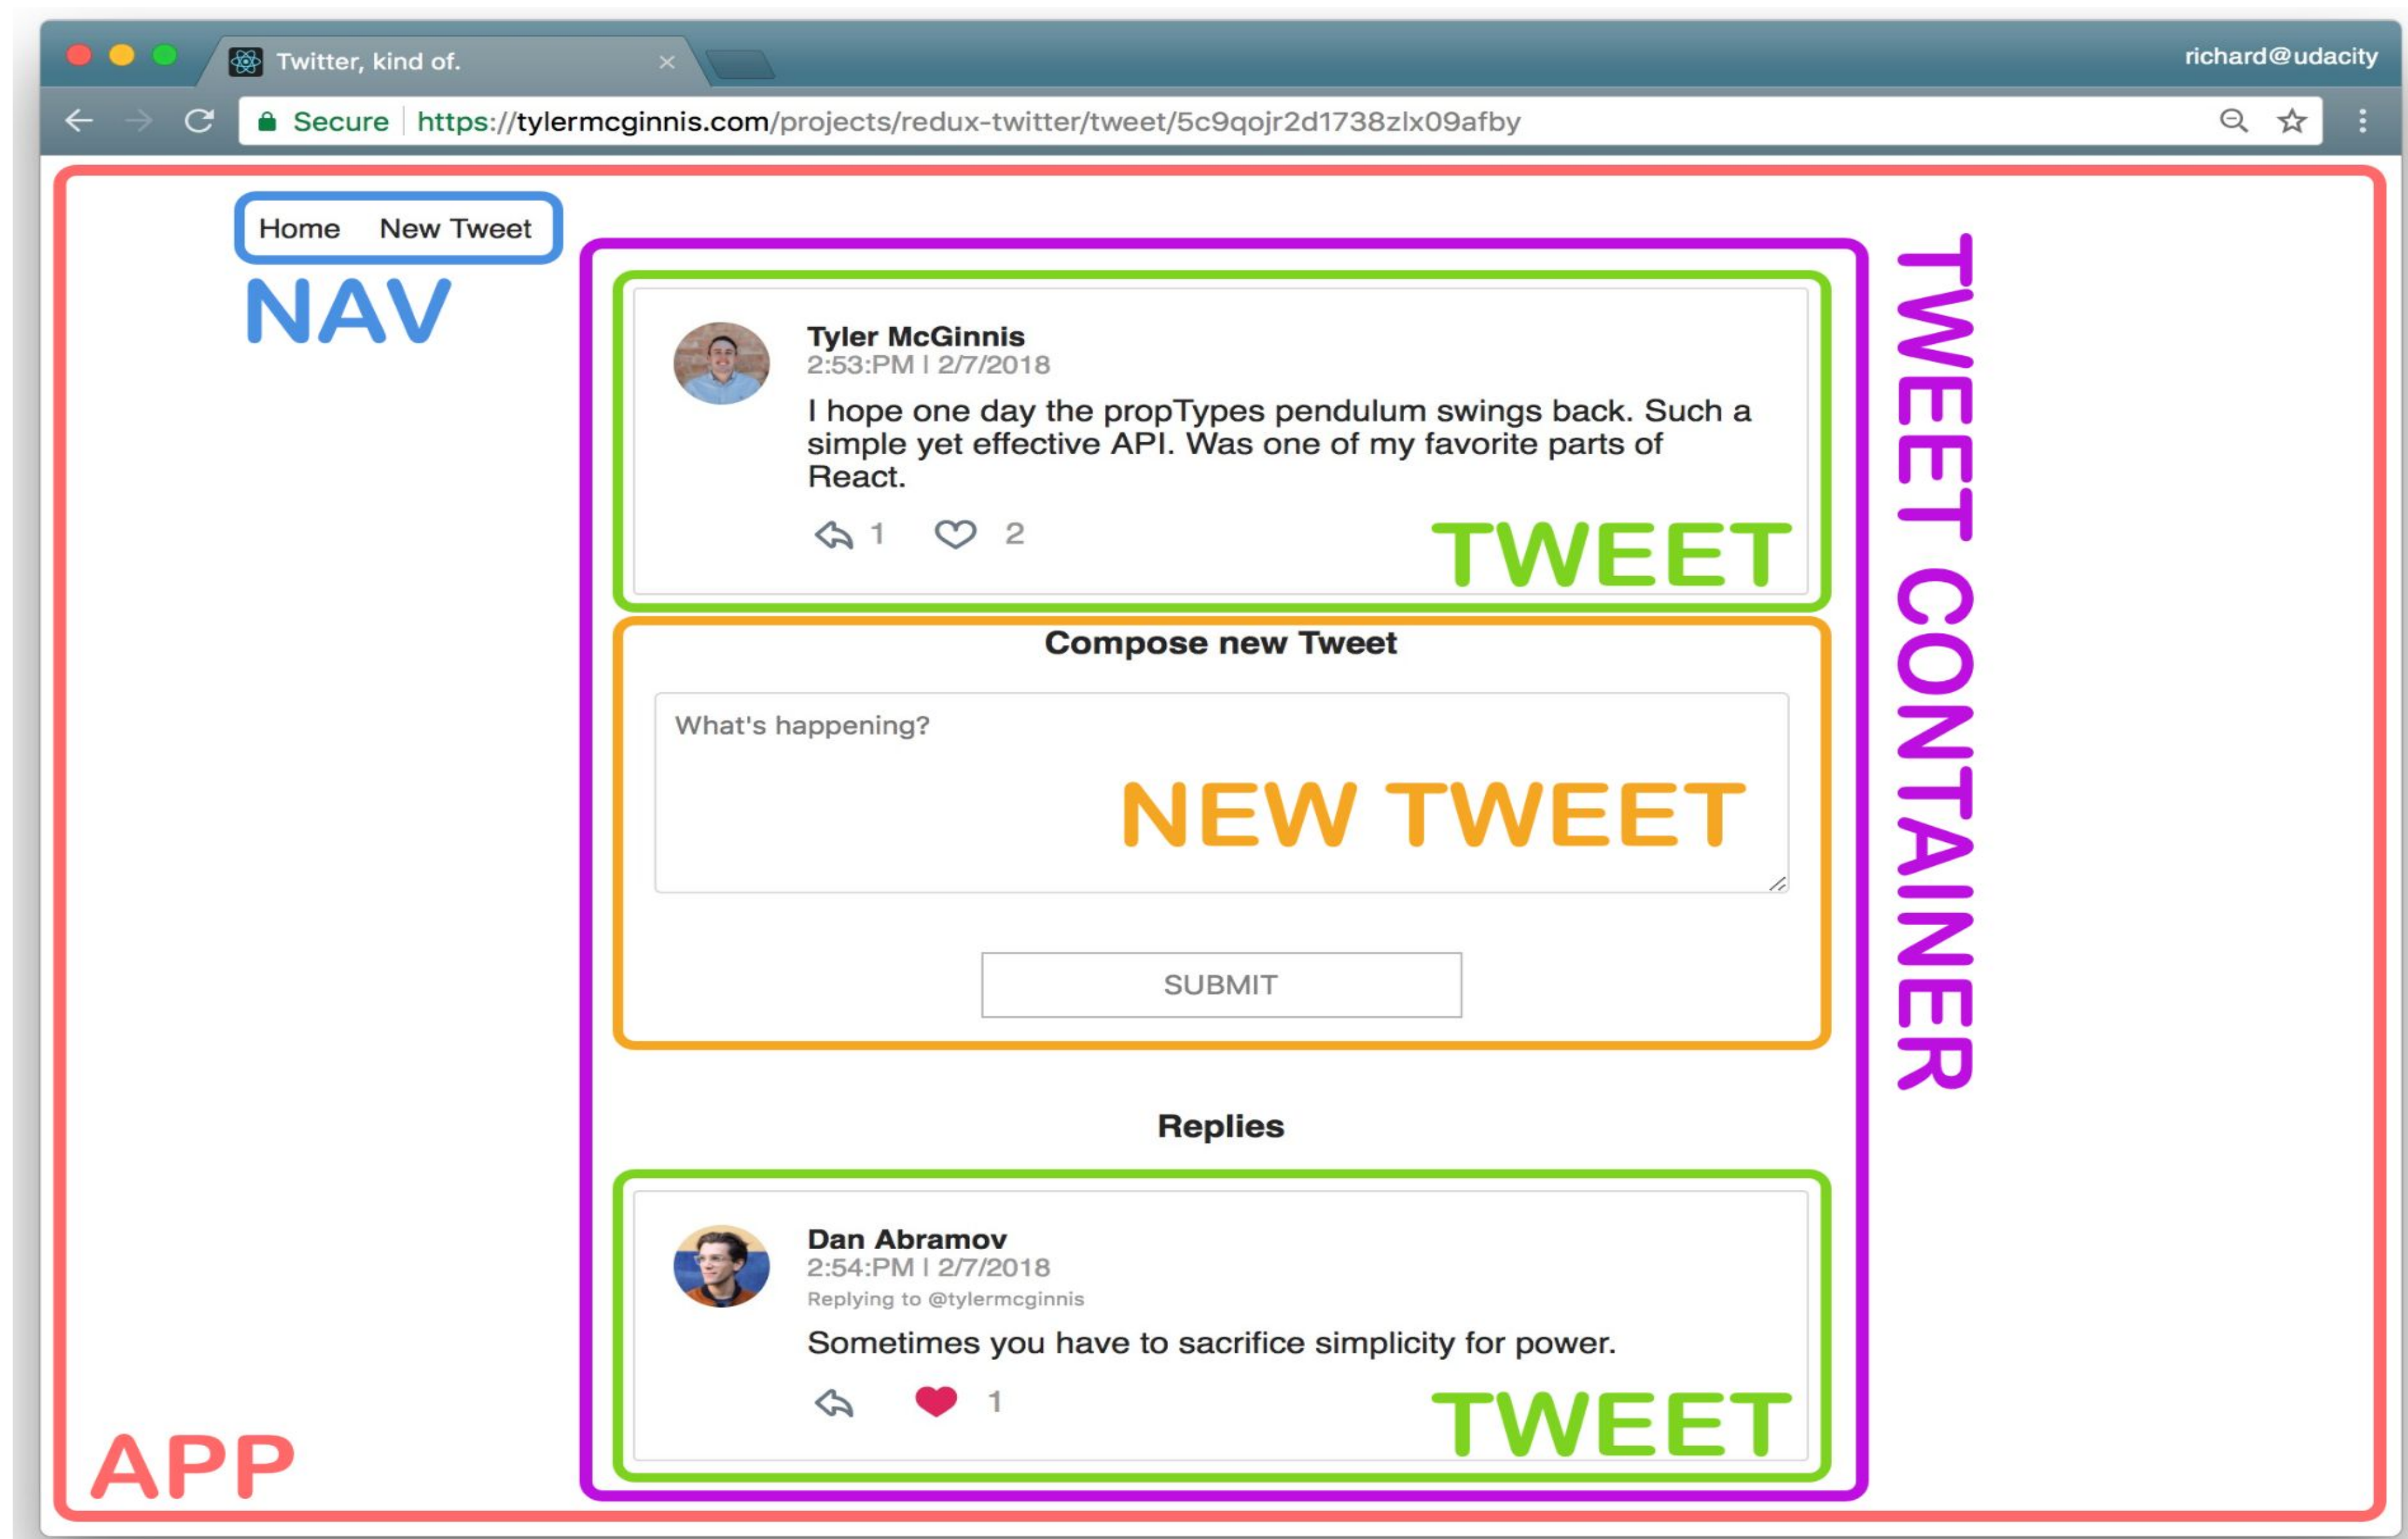 Twitter, kind of.
richard@udacity
Secure https://tylermcginnis.com/projects/redux-twitter/tweet/5c9qojr2d1738zlx09afby
Home New Tweet
NAV
TWEET CONTAINER
Tyler McGinnis
2:53:PM | 2/7/2018
I hope one day the propTypes pendulum swings back. Such a
simple yet effective API. Was one of my favorite parts of
React.
1 2
TWEET
Compose new Tweet
What's happening?
NEW TWEET
SUBMIT
Replies
Dan Abramov
2:54:PM | 2/7/2018
Replying to @tylermcginnis
Sometimes you have to sacrifice simplicity for power.
1
TWEET
APP